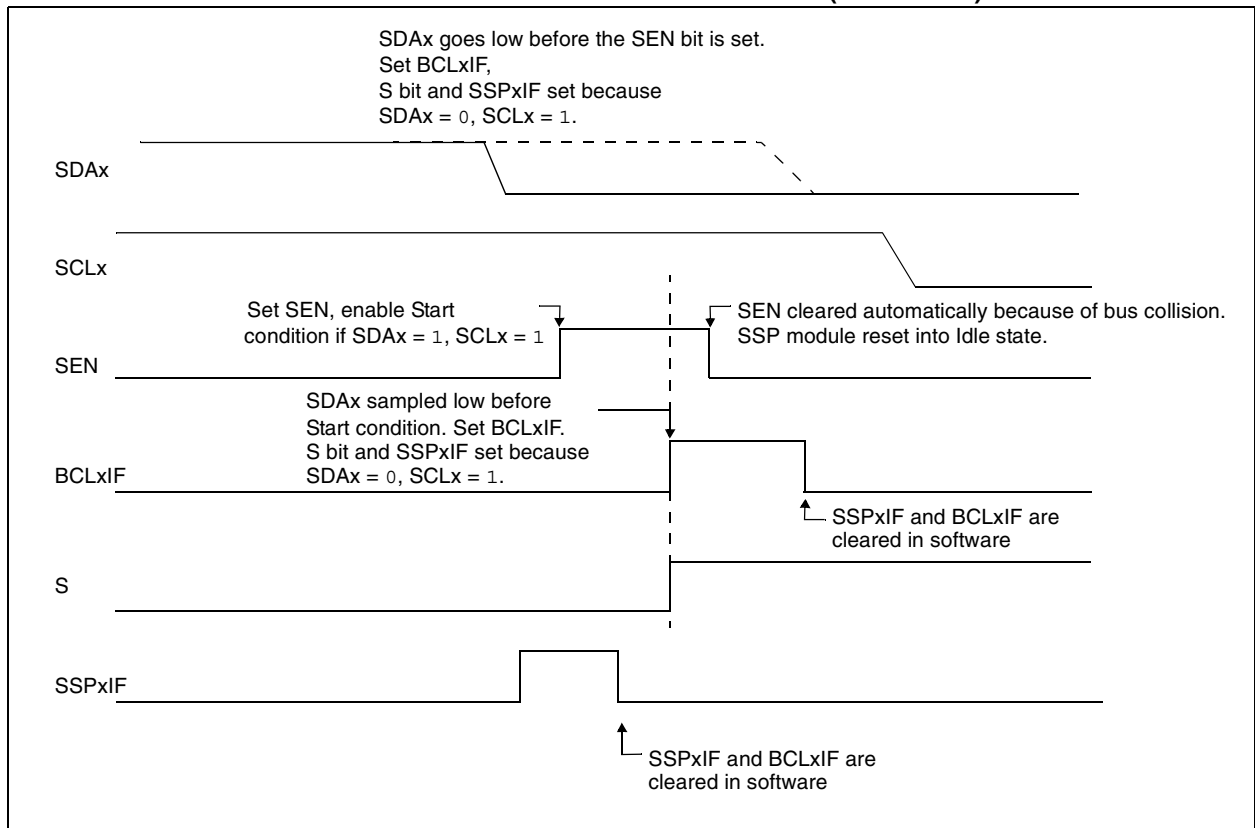 SDAx goes low before the SEN bit is set.
Set BCLxIF,
S bit and SSPxIF set because
SDAx = 0, SCLx = 1.
SDAx
SCLx
Set SEN, enable Start
condition if SDAx = 1, SCLx = 1
SEN cleared automatically because of bus collision.
SSP module reset into Idle state.
SEN
SDAx sampled low before
Start condition. Set BCLxIF.
S bit and SSPxIF set because
SDAx = 0, SCLx = 1.
BCLxIF
SSPxIF and BCLxIF are
cleared in software
S
SSPxIF
SSPxIF and BCLxIF are
cleared in software